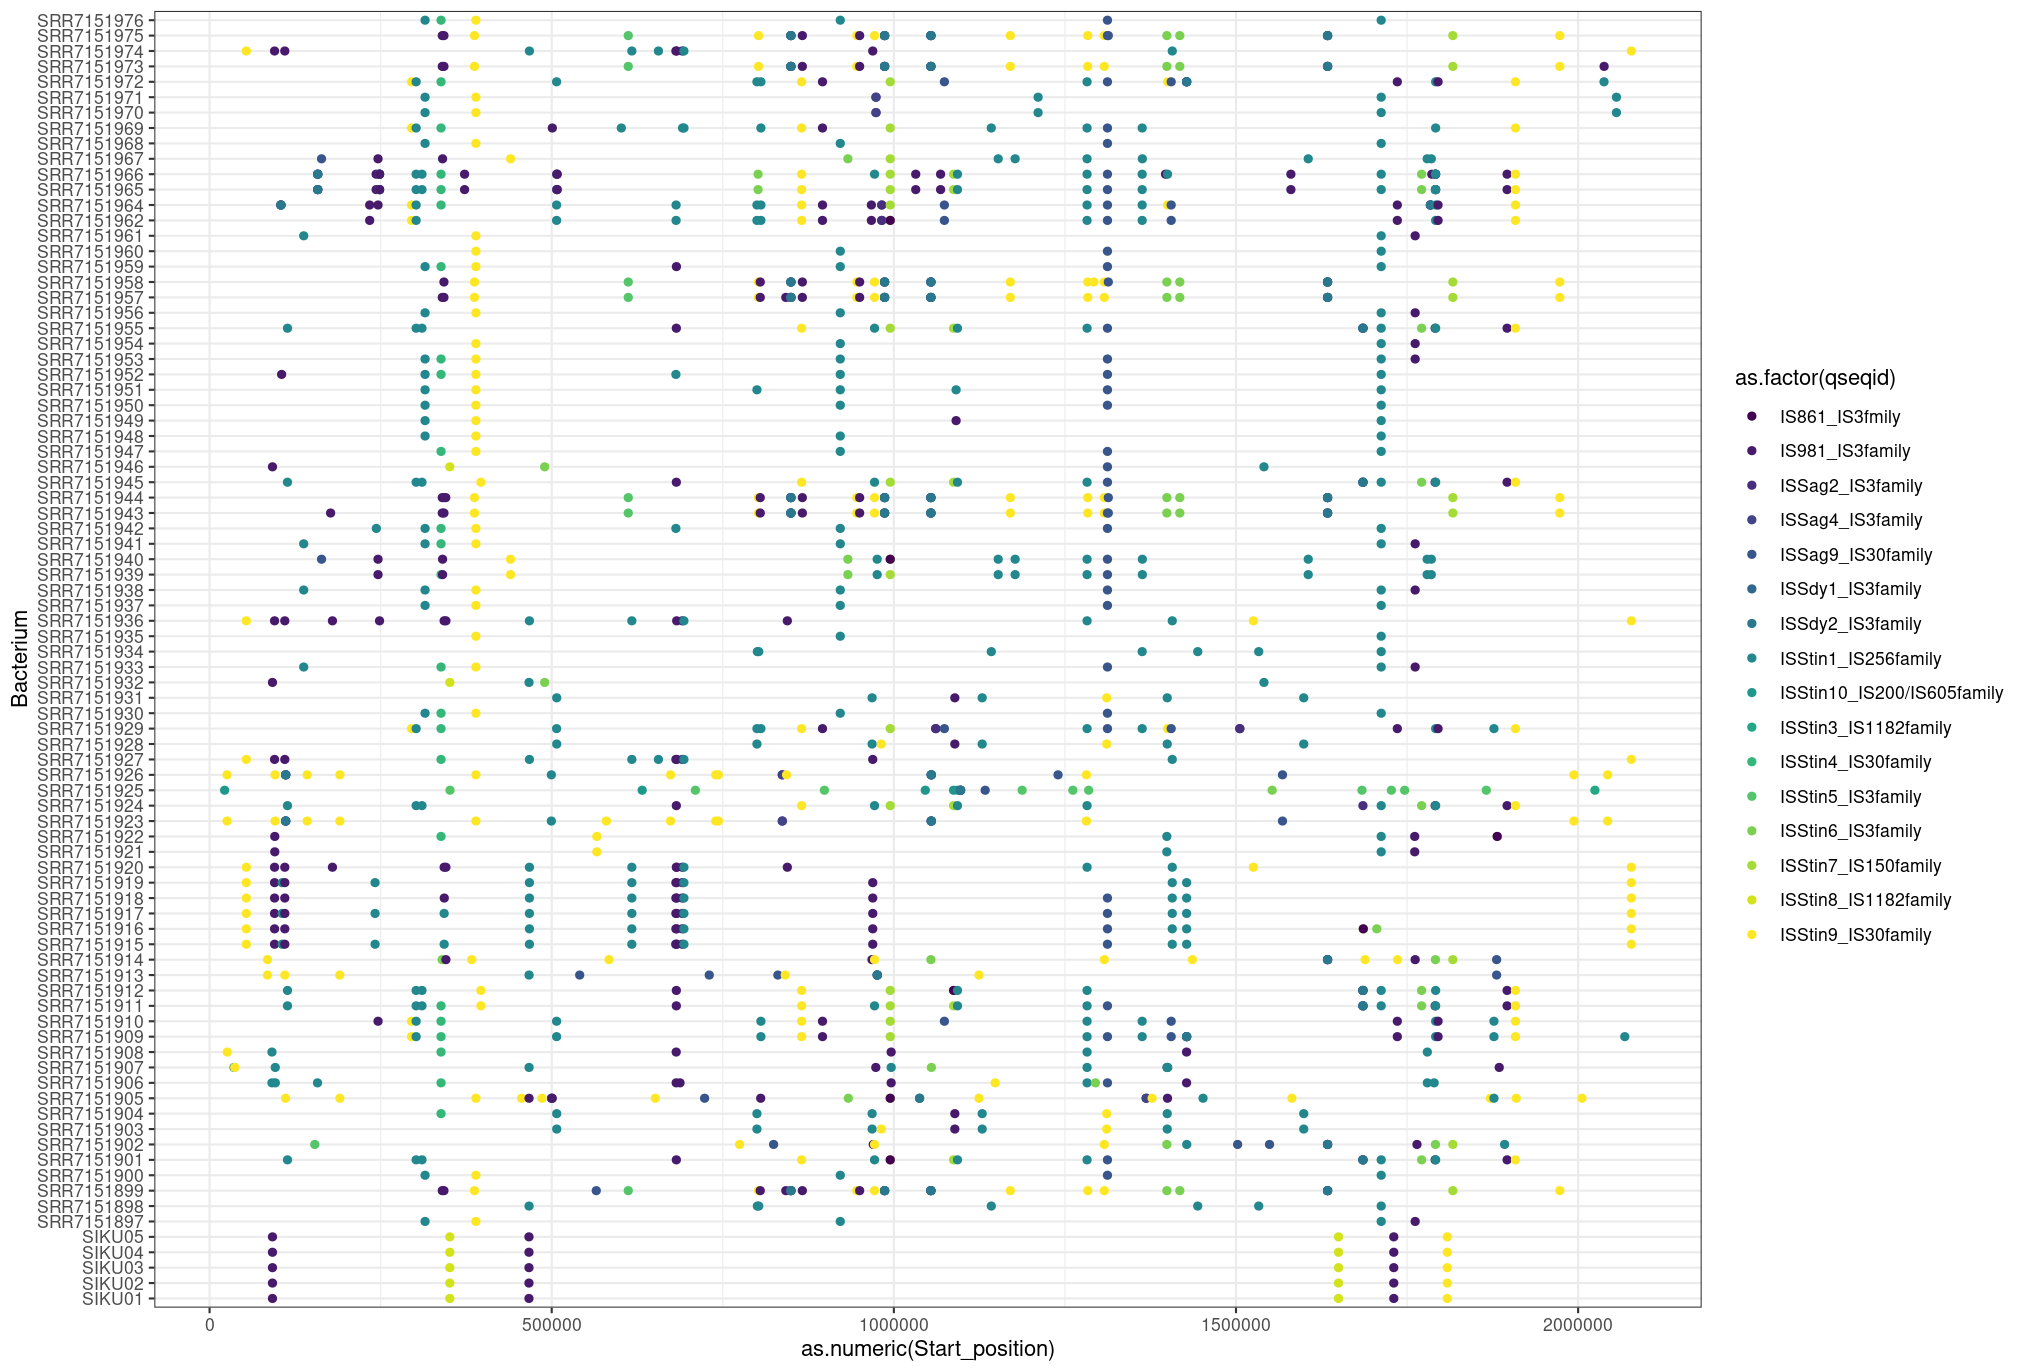 SRR7151976
SRR7151975
SRR7151974
SRR7151973
SRR7151972
SRR7151971
SRR7151970
SRR7151969
SRR7151968
SRR7151967
SRR7151966
SRR7151965
SRR7151964
SRR7151962
SRR7151961
SRR7151960
SRR7151959
SRR7151958
SRR7151957
SRR7151956
SRR7151955
SRR7151954
SRR7151953
SRR7151952
SRR7151951
SRR7151950
SRR7151949
SRR7151948
SRR7151947
SRR7151946
SRR7151945
SRR7151944
SRR7151943
SRR7151942
SRR7151941
SRR7151940
SRR7151939
SRR7151938
SRR7151937
SRR7151936
SRR7151935
SRR7151934
SRR7151933
SRR7151932
SRR7151931
SRR7151930
SRR7151929
SRR7151928
SRR7151927
SRR7151926
SRR7151925
SRR7151924
SRR7151923
SRR7151922
SRR7151921
SRR7151920
SRR7151919
SRR7151918
SRR7151917
SRR7151916
SRR7151915
SRR7151914
SRR7151913
SRR7151912
SRR7151911
SRR7151910
SRR7151909
SRR7151908
SRR7151907
SRR7151906
SRR7151905
SRR7151904
SRR7151903
SRR7151902
SRR7151901
SRR7151900
SRR7151899
SRR7151898
SRR7151897
SIKU05
SIKU04
SIKU03
SIKU02
SIKU01
Bacterium
0 500000 1000000 1500000 2000000
as.numeric(Start_position)
as.factor(qseqid)
IS861_IS3fmily
IS981_IS3family
ISSag2_IS3family
ISSag4_IS3family
ISSag9_IS30family
ISSdy1_IS3family
ISSdy2_IS3family
ISStin1_IS256family
ISStin10_IS200/IS605family
ISStin3_IS1182family
ISStin4_IS30family
ISStin5_IS3family
ISStin6_IS3family
ISStin7_IS150family
ISStin8_IS1182family
ISStin9_IS30family